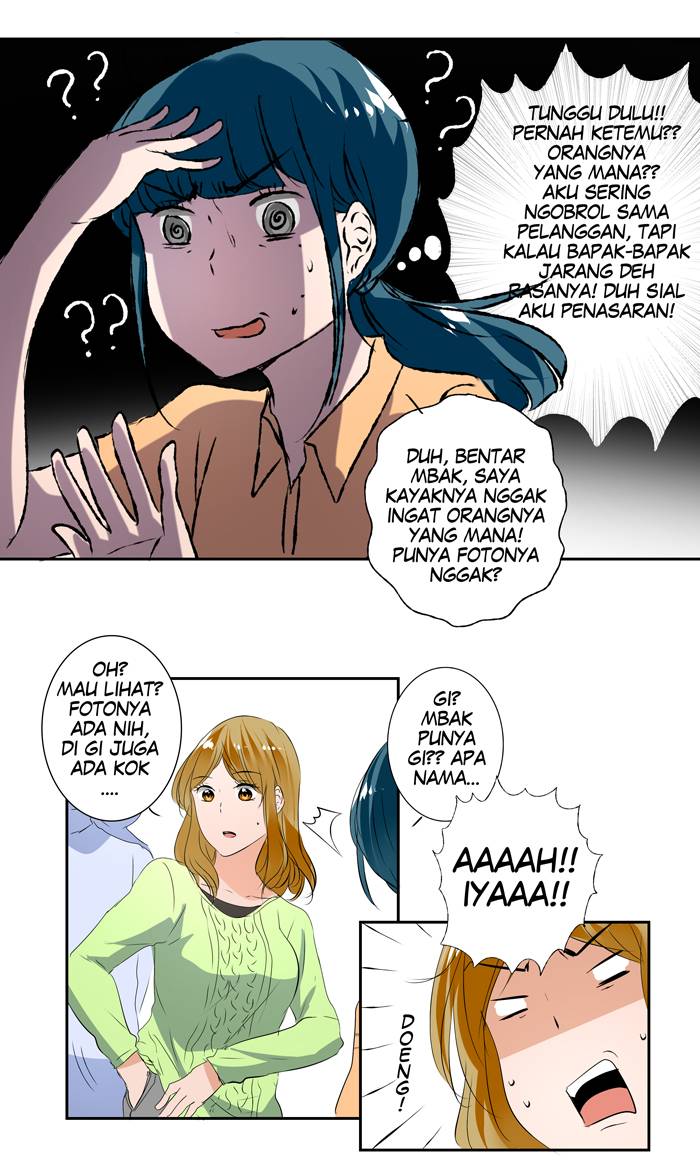 ??
??
??
??
TUNGGU DULU!!
PERNAH KETEMU??
ORANGNYA
YANG MANA??
AKU SERING
NGOBROL SAMA
PELANGGAN, TAPI
KALAU BAPAK-BAPAK
JARANG DEH
RASANYA! DUH SIAL
AKU PENASARAN!
DUH, BENTAR
MBAK, SAYA
KAYAKNYA NGGAK
INGAT ORANGNYA
YANG MANA!
PUNYA FOTONYA
NGGAK?
OH?
MAU LIHAT?
FOTONYA
ADA NIH,
DI GI JUGA
ADA KOK
....
GI?
MBAK
PUNYA
GI?? APA
NAMA...
AAAAH!!
IYAAA!!
DOENG!